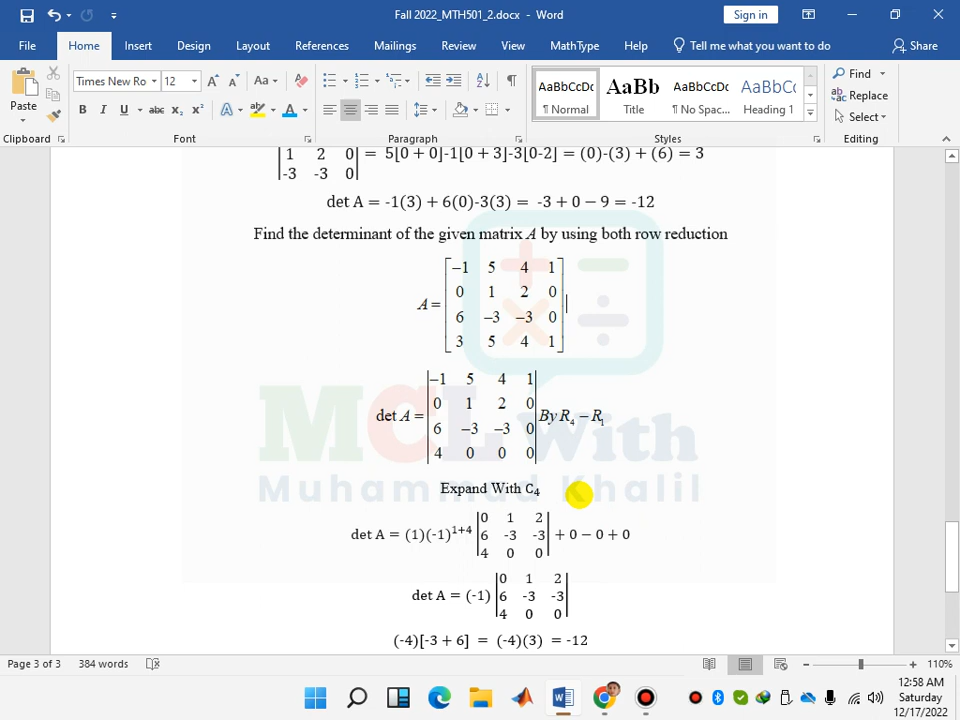 Fall 2022_MTH501_2.docx - Word
Sign in
File Home Insert Design Layout References Mailings Review View MathType Help Tell me what you want to do Share
Paste
Times New Ro 12
AaBbCcDc AaBb AaBbCcDc AaBbCcDc
¶ Normal Title ¶ No Spac... Heading 1
Find
Replace
Select
Clipboard Font Paragraph Styles Editing
|1 2 0| = 5[0 + 0]-1[0 + 3]-3[0-2] = (0)-(3) + (6) = 3
|-3 -3 0|
det A = -1(3) + 6(0)-3(3) = -3 + 0 − 9 = -12
Find the determinant of the given matrix A by using both row reduction
−1 5 4 1
0 1 2 0
A =
6 −3 −3 0
3 5 4 1
−1 5 4 1
0 1 2 0
det A = By R₄ − R₁
6 −3 −3 0
4 0 0 0
MCL With
Muhammad Khalil
Expand With C₄
0 1 2
det A = (1)(-1)¹⁺⁴ |6 -3 -3| + 0 − 0 + 0
4 0 0
0 1 2
det A = (-1) |6 -3 -3|
4 0 0
(-4)[-3 + 6] = (-4)(3) = -12
Page 3 of 3 384 words 110%
12:58 AM
Saturday
12/17/2022